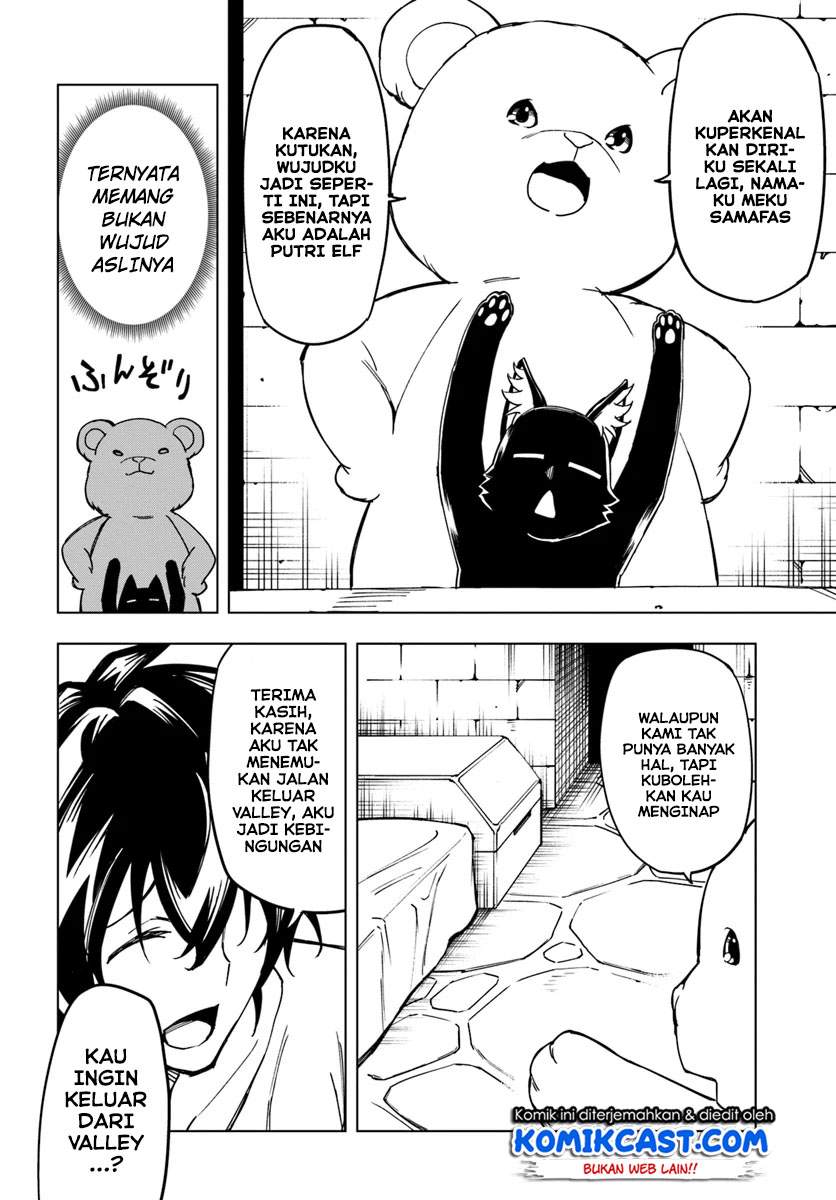 AKAN
KUPERKENAL
KAN DIRI-
KU SEKALI
LAGI, NAMA-
KU MEKU
SAMAFAS
KARENA
KUTUKAN,
WUJUDKU
JADI SEPER-
TI INI, TAPI
SEBENARNYA
AKU ADALAH
PUTRI ELF
TERNYATA
MEMANG
BUKAN
WUJUD
ASLINYA
ふんぞり
WALAUPUN
KAMI TAK
PUNYA BANYAK
HAL, TAPI
KUBOLEH-
KAN KAU
MENGINAP
TERIMA
KASIH,
KARENA
AKU TAK
MENEMU-
KAN JALAN
KELUAR
VALLEY, AKU
JADI KEBI-
NGUNGAN
KAU
INGIN
KELUAR
DARI
VALLEY
...?
Komik ini diterjemahkan & diedit oleh
KOMIKCAST.COM
BUKAN WEB LAIN!!